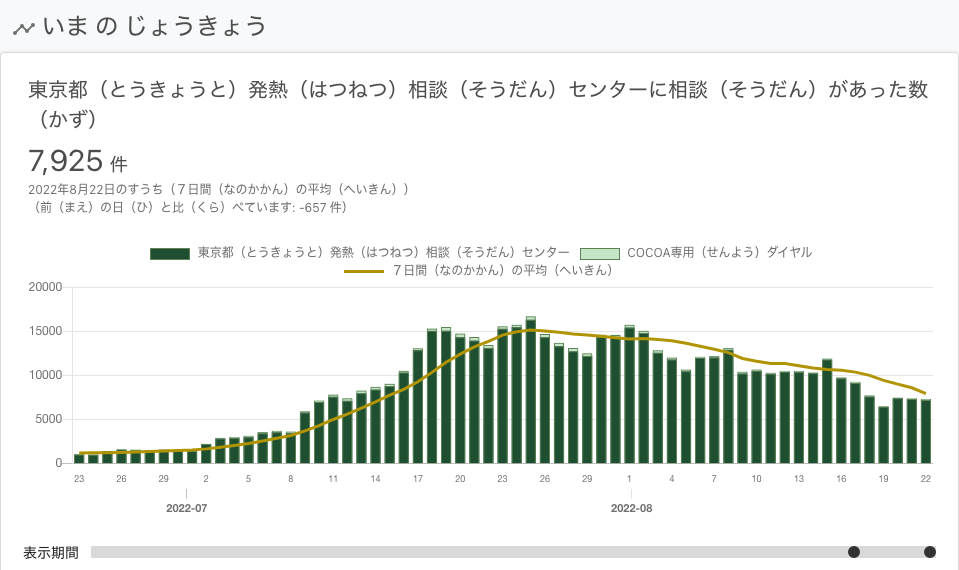 いま の じょうきょう
東京都（とうきょうと）発熱（はつねつ）相談（そうだん）センターに相談（そうだん）があった数
（かず）
7,925 件
2022年8月22日のすうち（７日間（なのかかん）の平均（へいきん））
（前（まえ）の日（ひ）と比（くら）べています: -657 件）
東京都（とうきょうと）発熱（はつねつ）相談（そうだん）センター COCOA専用（せんよう）ダイヤル
７日間（なのかかん）の平均（へいきん）
20000
15000
10000
5000
0
23 26 29 2 5 8 11 14 17 20 23 26 29 1 4 7 10 13 16 19 22
2022-07 2022-08
表示期間